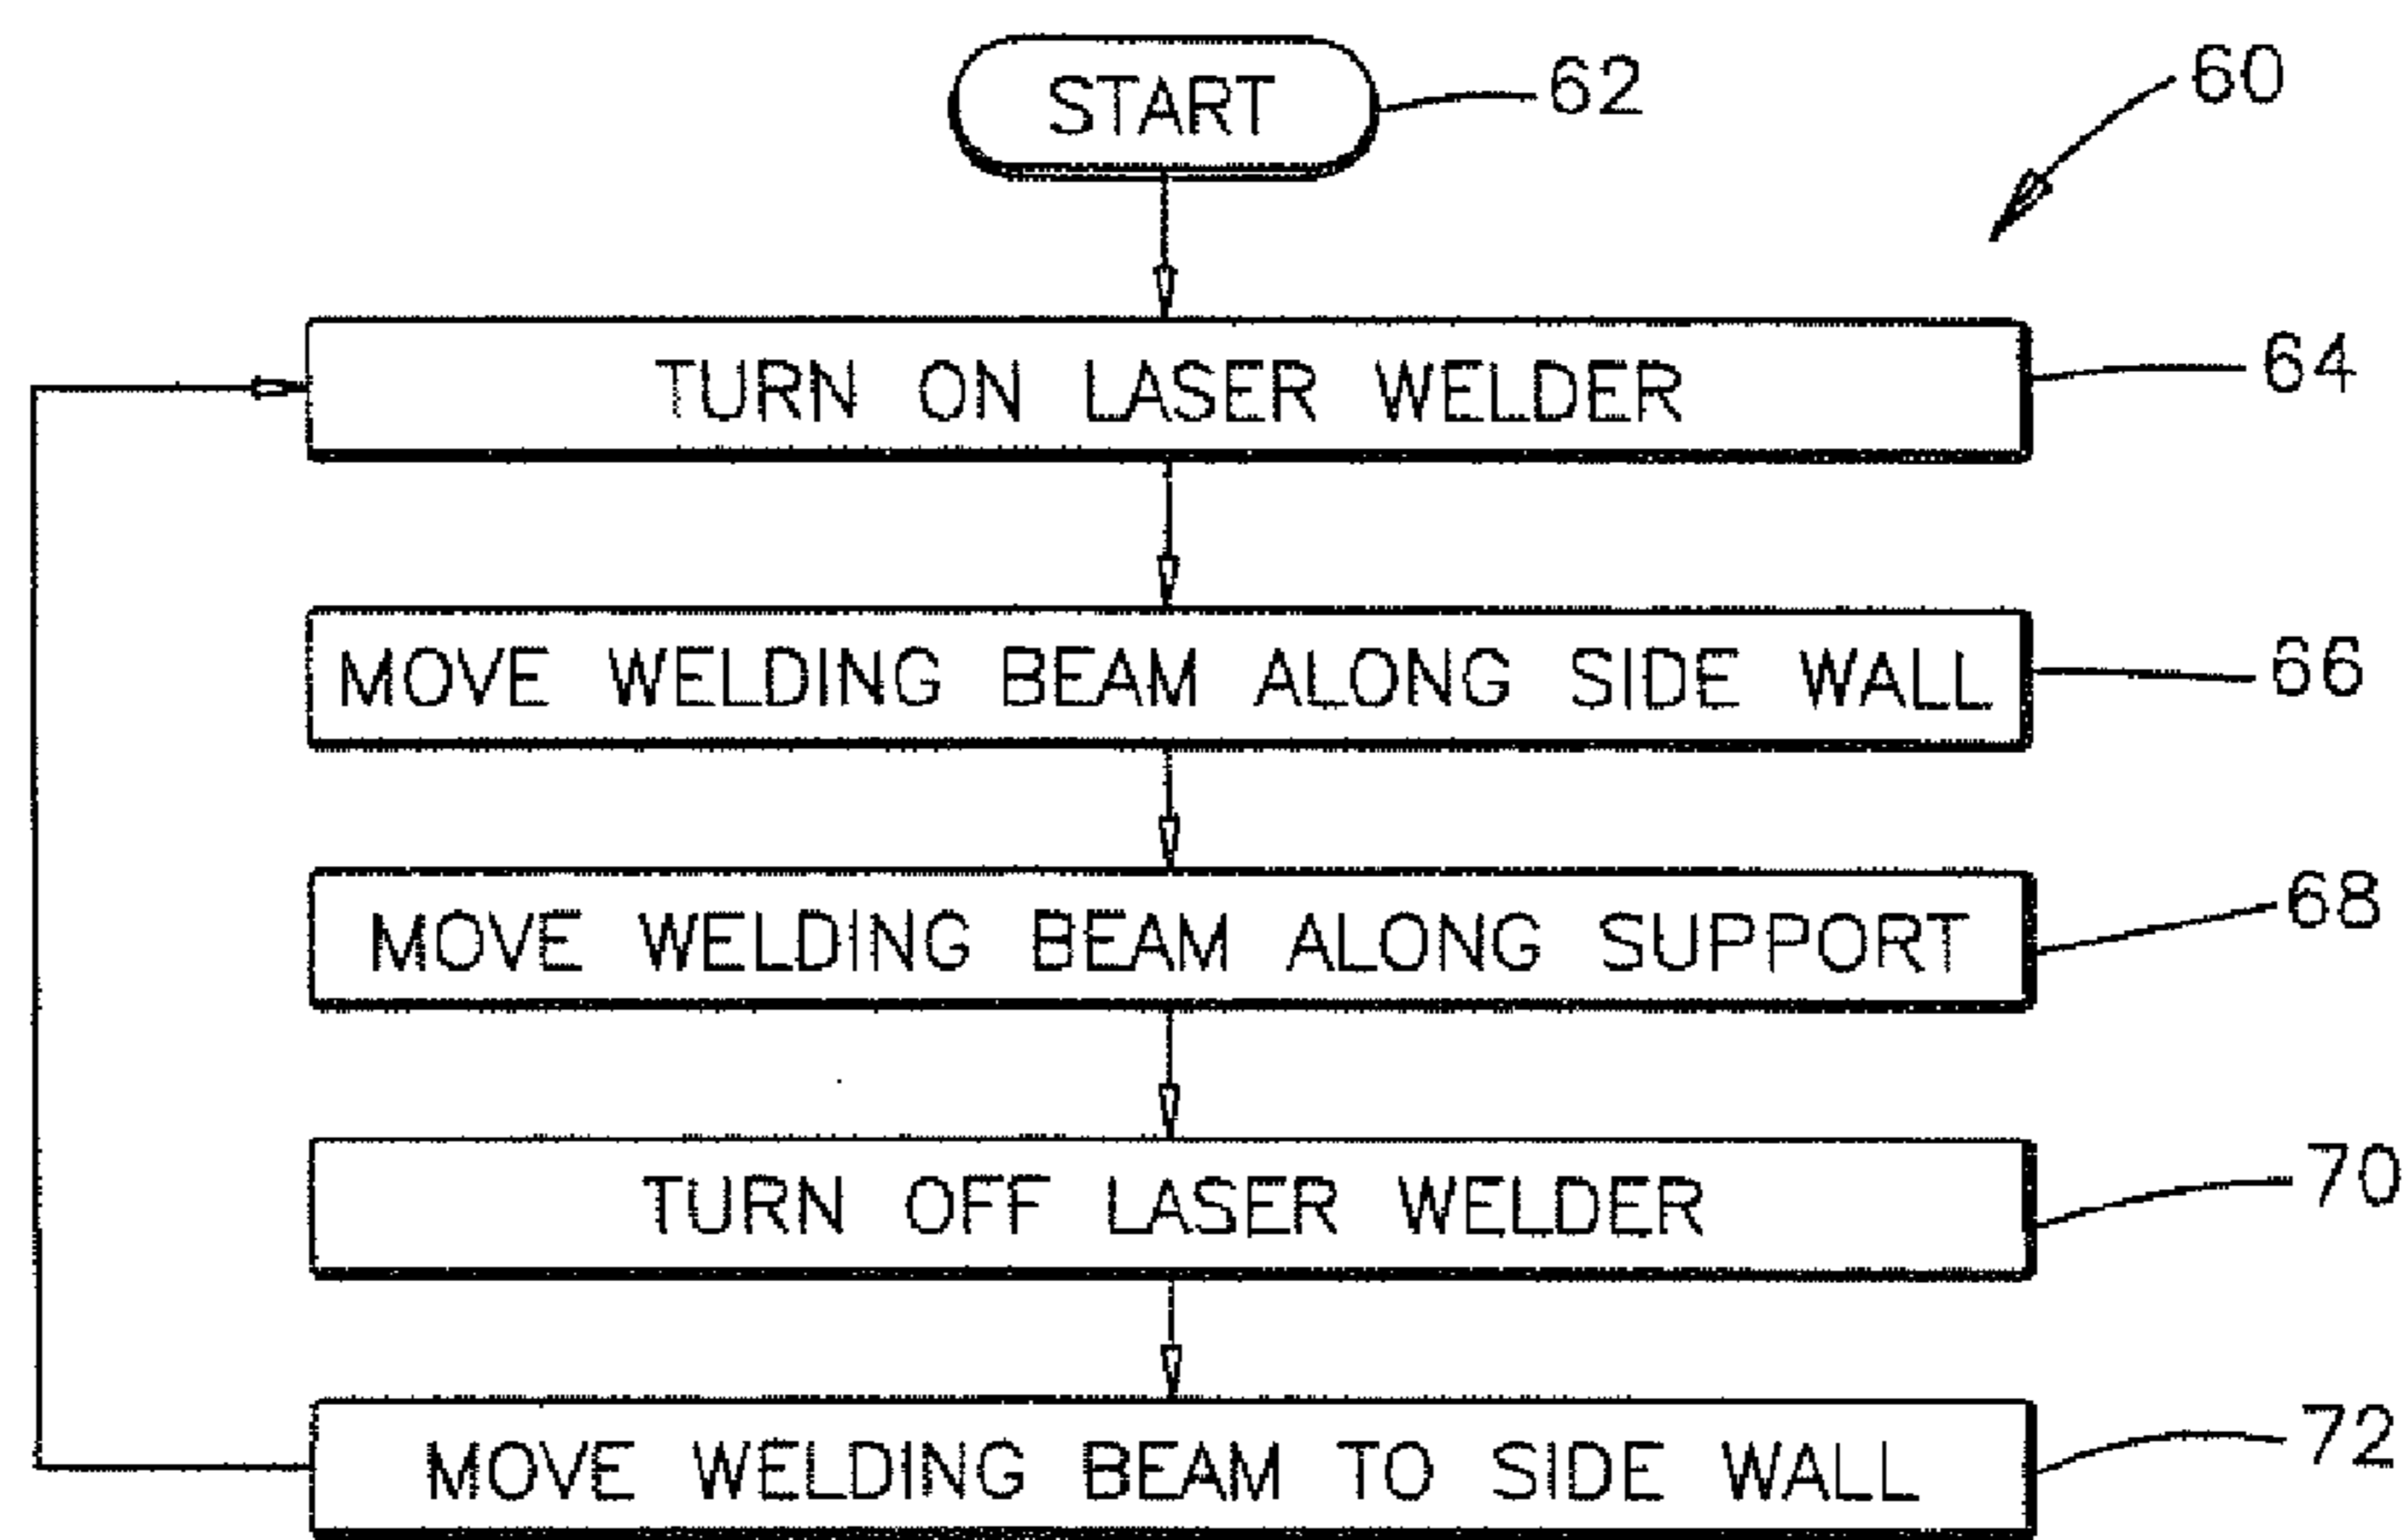 START
62
60
TURN ON LASER WELDER
64
MOVE WELDING BEAM ALONG SIDE WALL
66
MOVE WELDING BEAM ALONG SUPPORT
68
TURN OFF LASER WELDER
70
MOVE WELDING BEAM TO SIDE WALL
72